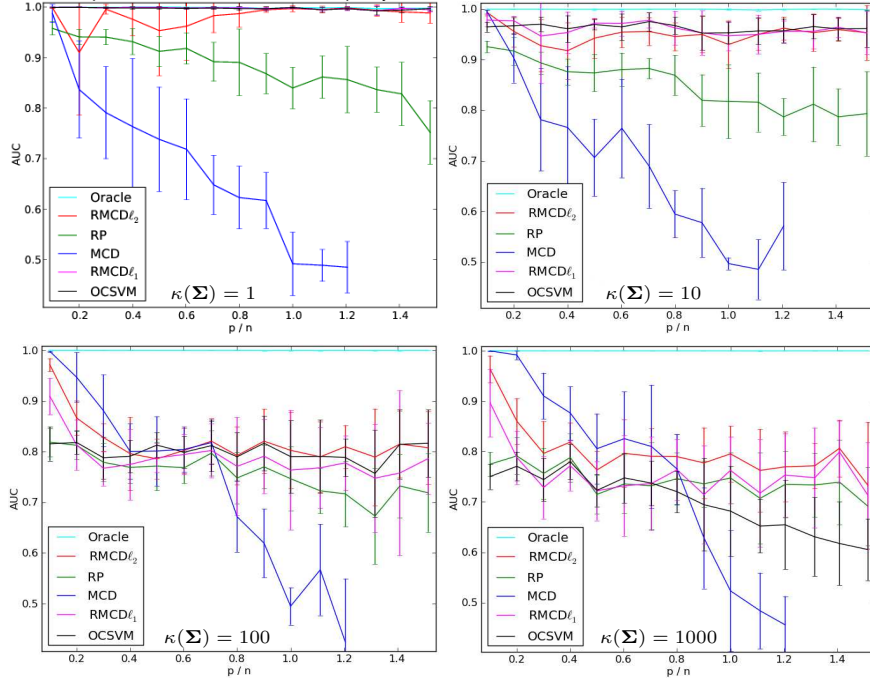 1.0
0.9
0.8
0.7
0.6
0.5
AUC
Oracle
RMCDℓ₂
RP
MCD
RMCDℓ₁
OCSVM
κ(Σ) = 1
0.2 0.4 0.6 0.8 1.0 1.2 1.4
p / n
1.0
0.9
0.8
0.7
0.6
0.5
AUC
Oracle
RMCDℓ₂
RP
MCD
RMCDℓ₁
OCSVM
κ(Σ) = 10
0.2 0.4 0.6 0.8 1.0 1.2 1.4
p / n
1.0
0.9
0.8
0.7
0.6
0.5
AUC
Oracle
RMCDℓ₂
RP
MCD
RMCDℓ₁
OCSVM
κ(Σ) = 100
0.2 0.4 0.6 0.8 1.0 1.2 1.4
p / n
1.0
0.9
0.8
0.7
0.6
0.5
AUC
Oracle
RMCDℓ₂
RP
MCD
RMCDℓ₁
OCSVM
κ(Σ) = 1000
0.2 0.4 0.6 0.8 1.0 1.2 1.4
p / n